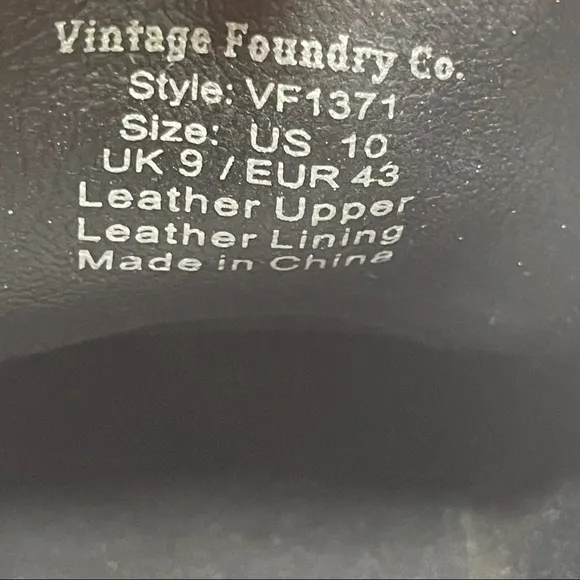 Vintage Foundry Co.
Style: VF1371
Size: US 10
UK 9 / EUR 43
Leather Upper
Leather Lining
Made in China